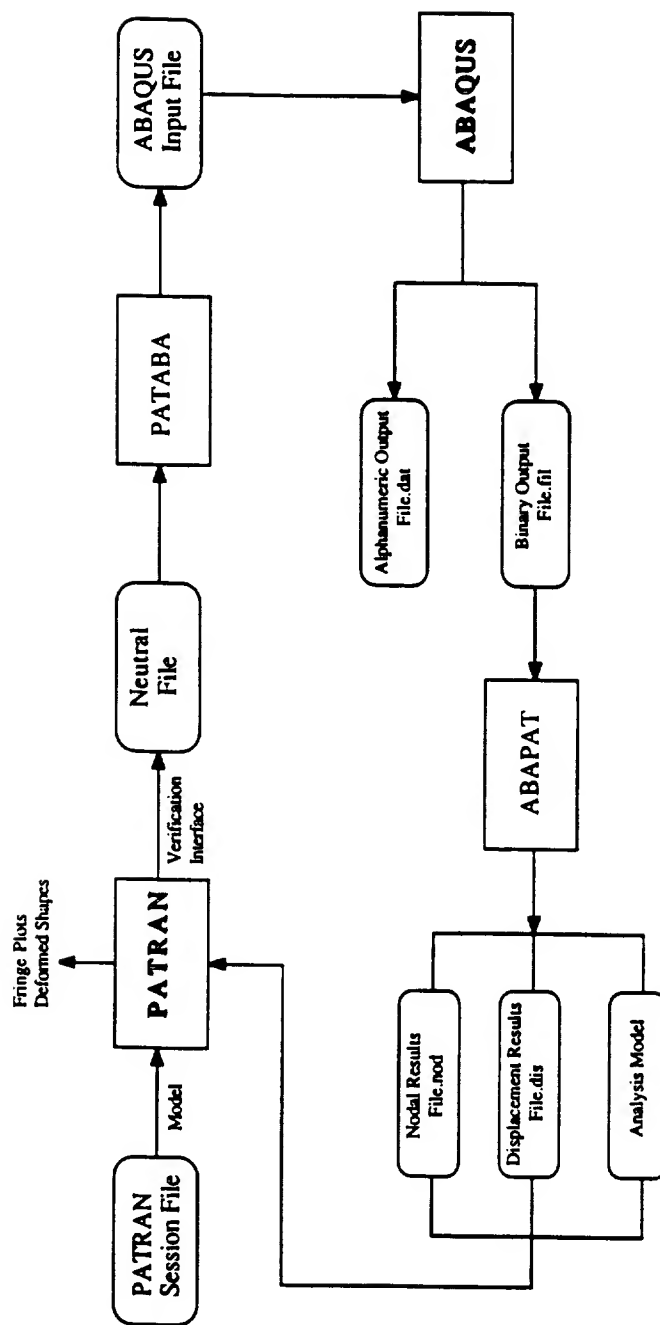 Fringe Plots
Deformed Shapes
PATRAN
Session File
Model
PATRAN
Verification
Interface
Neutral
File
PATABA
ABAQUS
Input File
ABAQUS
Alphanumeric Output
File.dat
Binary Output
File.fil
ABAPAT
Nodal Results
File.nod
Displacement Results
File.dis
Analysis Model